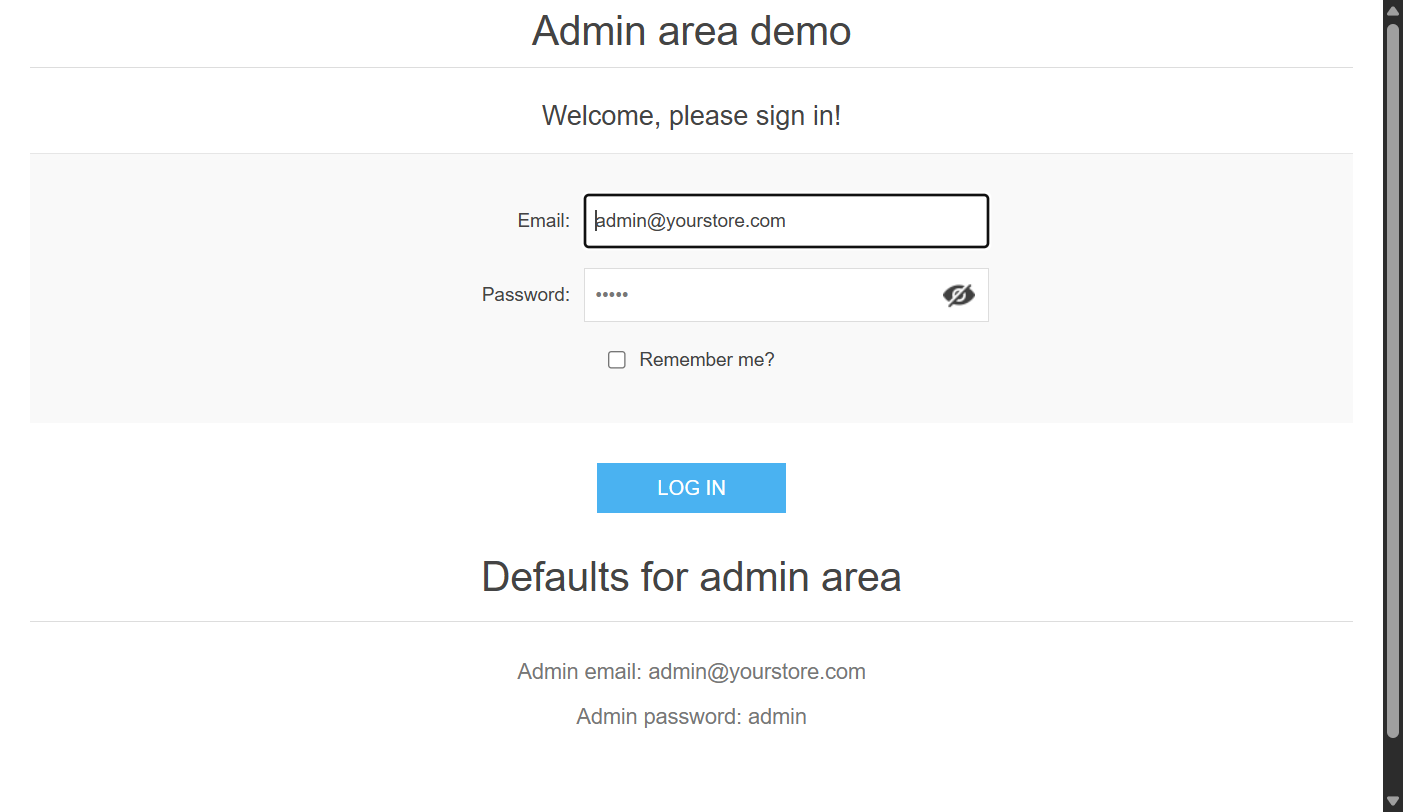 Admin area demo
Welcome, please sign in!
Email: admin@yourstore.com
Password: •••••
Remember me?
LOG IN
Defaults for admin area
Admin email: admin@yourstore.com
Admin password: admin